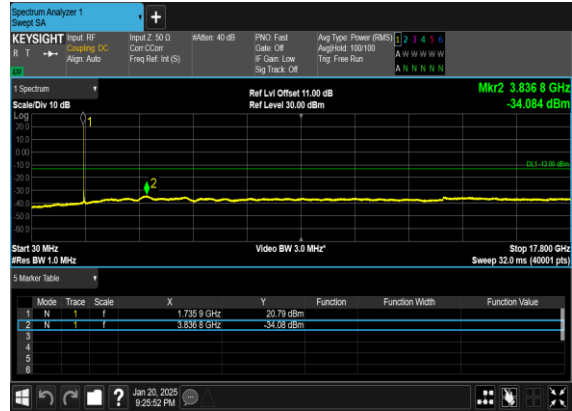 Spectrum Analyzer 1
Swept SA
KEYSIGHT
R T
Input: RF
Coupling: DC
Align: Auto
Input Z: 50 Ω
Corr CCorr
Freq Ref: Int (S)
#Atten: 40 dB
PNO: Fast
Gate: Off
IF Gain: Low
Sig Track: Off
Avg Type: Power (RMS)
Avg|Hold: 100/100
Trig: Free Run
1 2 3 4 5 6
A W W W W W
A N N N N N
1 Spectrum
Scale/Div 10 dB
Ref Lvl Offset 11.00 dB
Ref Level 30.00 dBm
Mkr2 3.836 8 GHz
-34.084 dBm
Log
20.0
10.0
0.00
-10.0
-20.0
-30.0
-40.0
-50.0
-60.0
1
2
DL1 -13.00 dBm
Start 30 MHz
#Res BW 1.0 MHz
Video BW 3.0 MHz*
Stop 17.800 GHz
Sweep 32.0 ms (40001 pts)
5 Marker Table
Mode Trace Scale X Y Function Function Width Function Value
1 N 1 f 1.735 9 GHz 20.79 dBm
2 N 1 f 3.836 8 GHz -34.08 dBm
3
4
5
6
?
Jan 20, 2025
9:25:52 PM